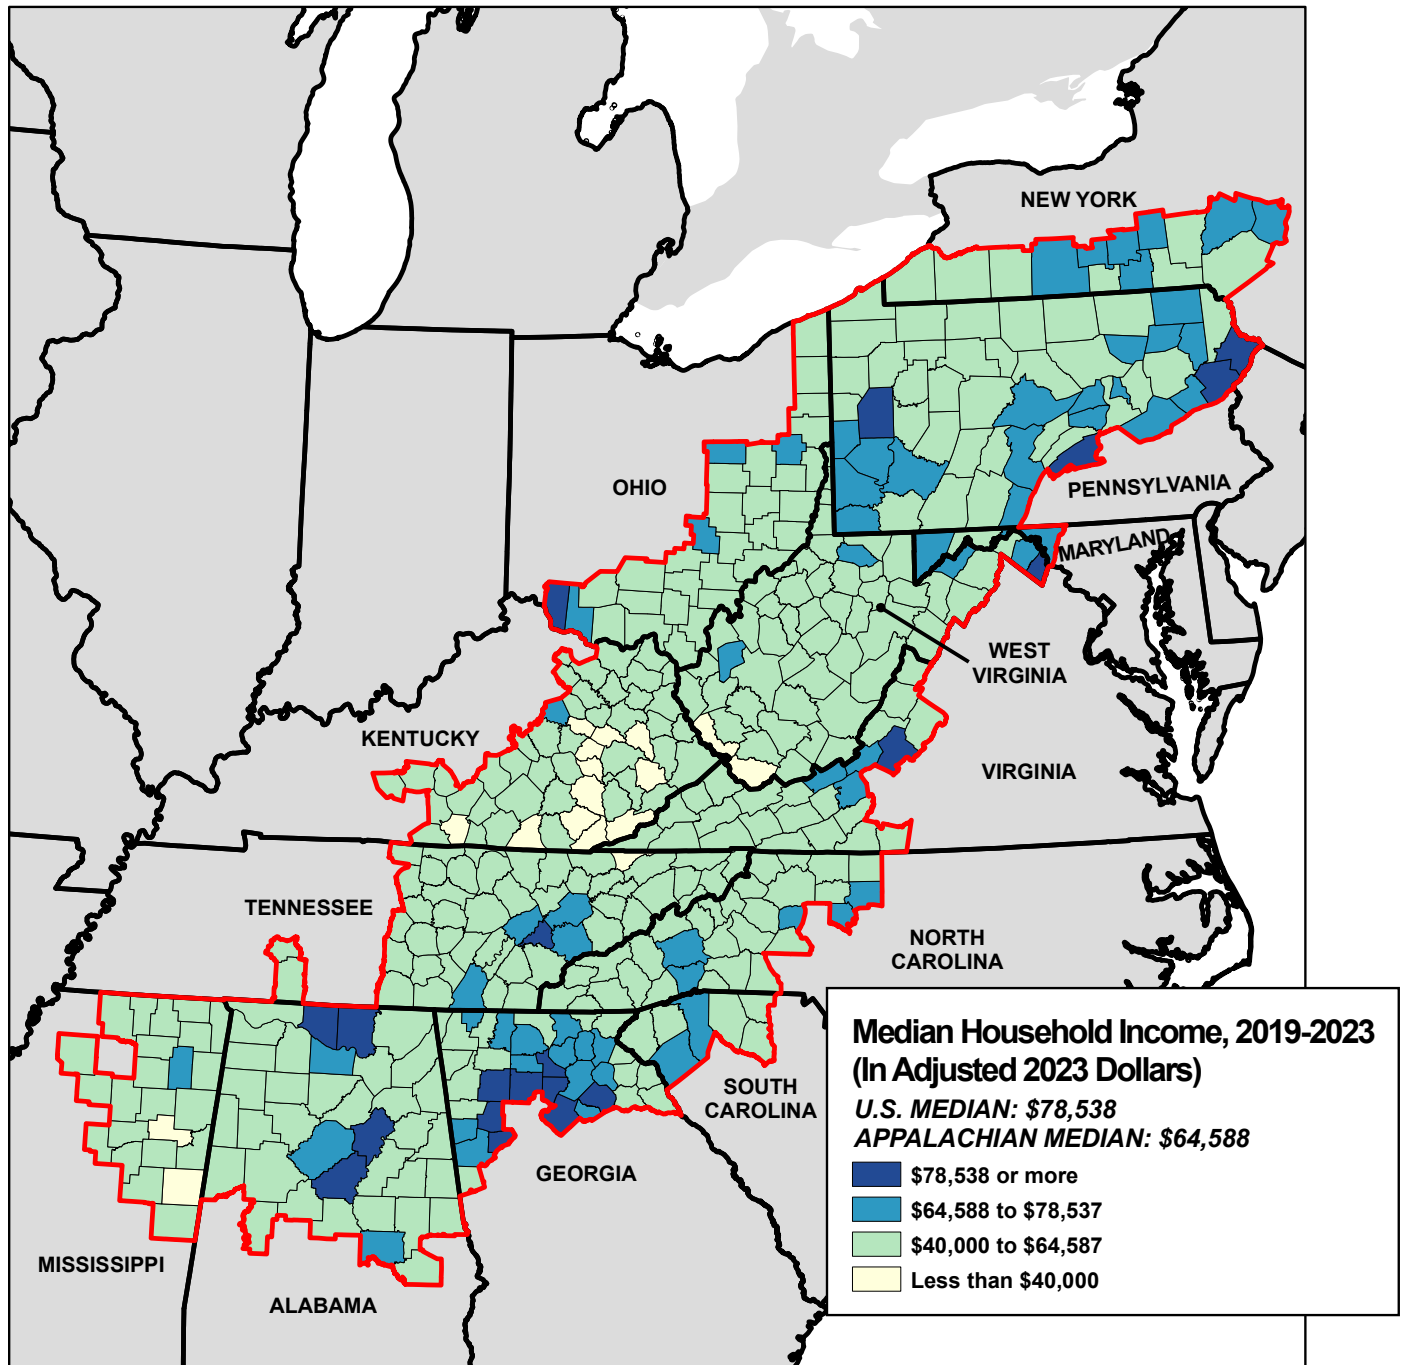 NEW YORK
PENNSYLVANIA
OHIO
MARYLAND
WEST
VIRGINIA
KENTUCKY
VIRGINIA
TENNESSEE
NORTH
CAROLINA
SOUTH
CAROLINA
GEORGIA
MISSISSIPPI
ALABAMA
Median Household Income, 2019-2023
(In Adjusted 2023 Dollars)
U.S. MEDIAN: $78,538
APPALACHIAN MEDIAN: $64,588
$78,538 or more
$64,588 to $78,537
$40,000 to $64,587
Less than $40,000